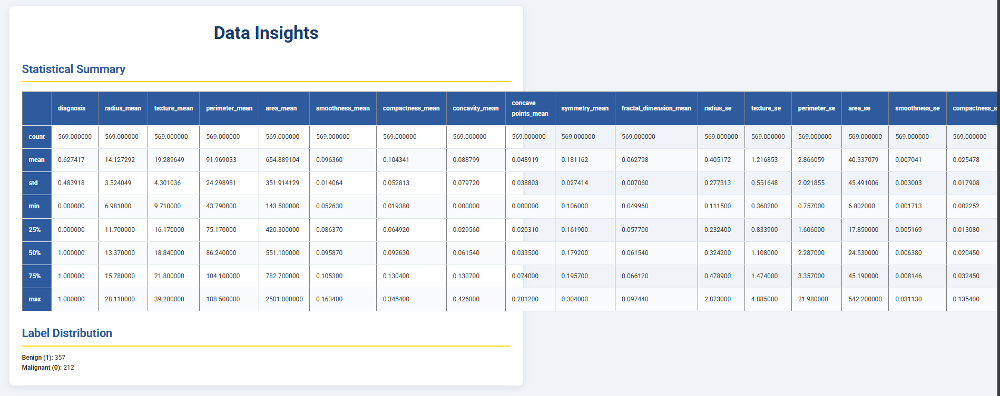 Data Insights
Statistical Summary
diagnosis radius_mean texture_mean perimeter_mean area_mean smoothness_mean compactness_mean concavity_mean concave points_mean symmetry_mean fractal_dimension_mean radius_se texture_se perimeter_se area_se smoothness_se compactness_s
count 569.000000 569.000000 569.000000 569.000000 569.000000 569.000000 569.000000 569.000000 569.000000 569.000000 569.000000 569.000000 569.000000 569.000000 569.000000 569.000000 569.000000
mean 0.627417 14.127292 19.289649 91.969033 654.889104 0.096360 0.104341 0.088799 0.048919 0.181162 0.062798 0.405172 1.216853 2.866059 40.337079 0.007041 0.025478
std 0.483918 3.524049 4.301036 24.298981 351.914129 0.014064 0.052813 0.079720 0.038803 0.027414 0.007060 0.277313 0.551648 2.021855 45.491006 0.003003 0.017908
min 0.000000 6.981000 9.710000 43.790000 143.500000 0.052630 0.019380 0.000000 0.000000 0.106000 0.049960 0.111500 0.360200 0.757000 6.802000 0.001713 0.002252
25% 0.000000 11.700000 16.170000 75.170000 420.300000 0.086370 0.064920 0.029560 0.020310 0.161900 0.057700 0.232400 0.833900 1.606000 17.850000 0.005169 0.013080
50% 1.000000 13.370000 18.840000 86.240000 551.100000 0.095870 0.092630 0.061540 0.033500 0.179200 0.061540 0.324200 1.108000 2.287000 24.530000 0.006380 0.020450
75% 1.000000 15.780000 21.800000 104.100000 782.700000 0.105300 0.130400 0.130700 0.074000 0.195700 0.066120 0.478900 1.474000 3.357000 45.190000 0.008146 0.032450
max 1.000000 28.110000 39.280000 188.500000 2501.000000 0.163400 0.345400 0.426800 0.201200 0.304000 0.097440 2.873000 4.885000 21.980000 542.200000 0.031130 0.135400
Label Distribution
Benign (1): 357
Malignant (0): 212